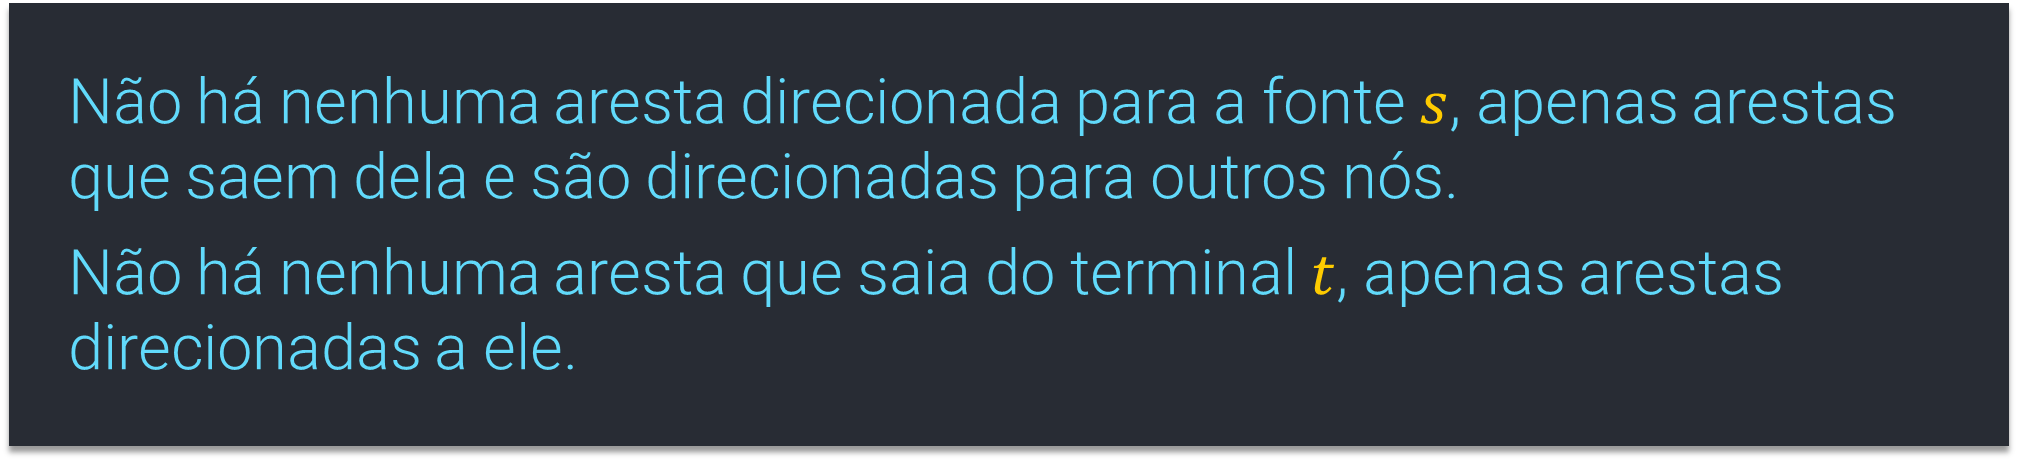 Não há nenhuma aresta direcionada para a fonte s, apenas arestas
que saem dela e são direcionadas para outros nós.
Não há nenhuma aresta que saia do terminal t, apenas arestas
direcionadas a ele.